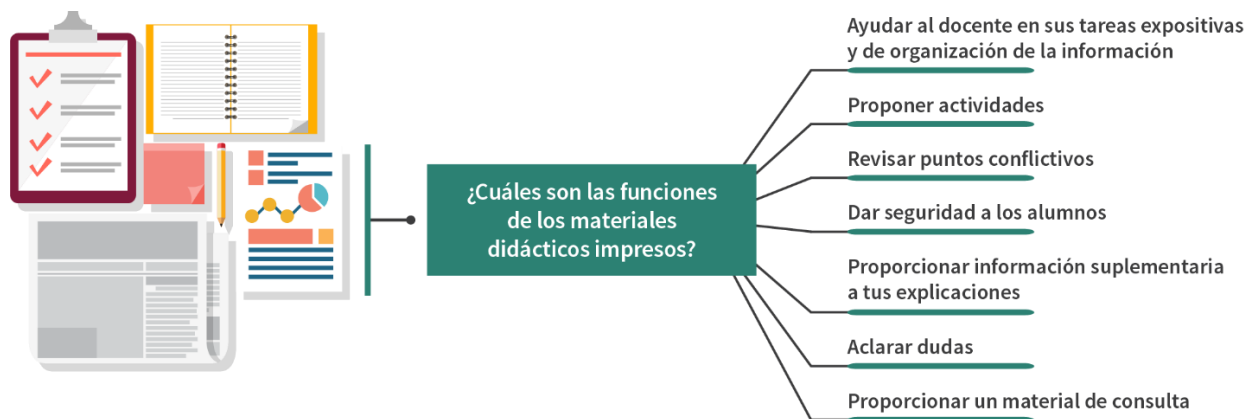 ¿Cuáles son las funciones
de los materiales
didácticos impresos?
Ayudar al docente en sus tareas expositivas
y de organización de la información
Proponer actividades
Revisar puntos conflictivos
Dar seguridad a los alumnos
Proporcionar información suplementaria
a tus explicaciones
Aclarar dudas
Proporcionar un material de consulta